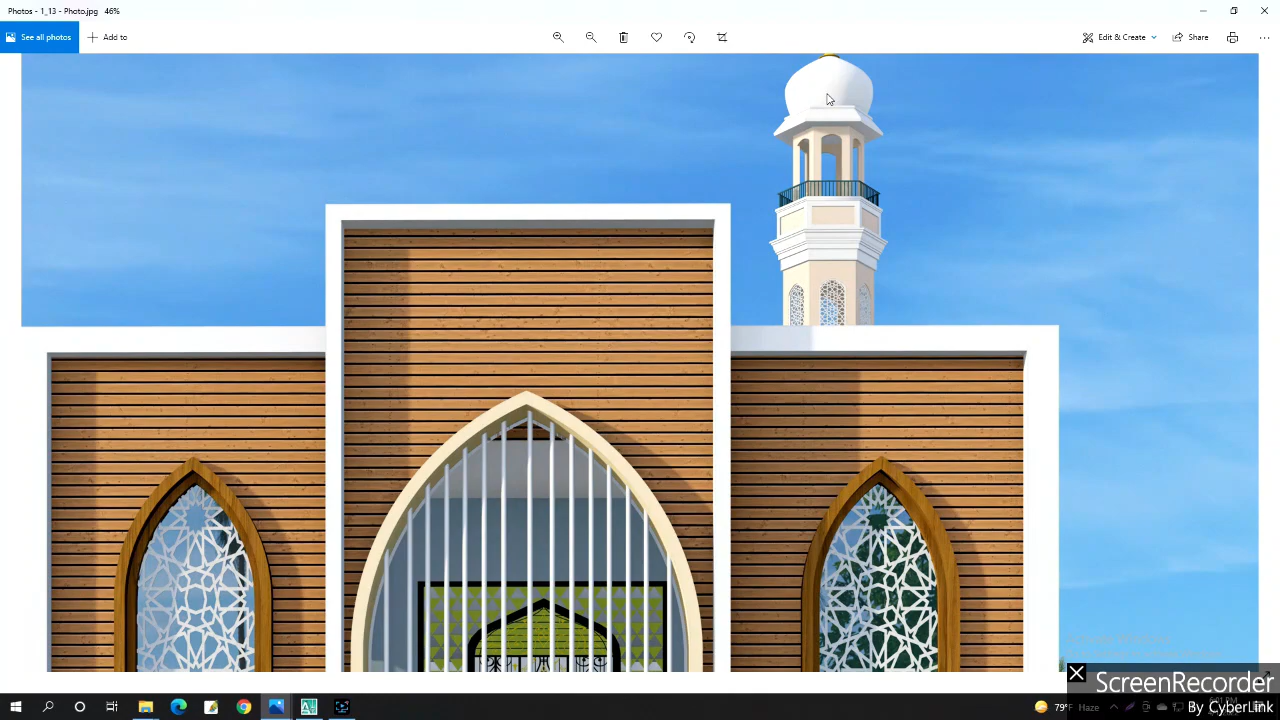 Photos - 1_13 - Photo.jpg 46%
See all photos
Add to
Edit & Create
Share
ScreenRecorder
By CyberLink
79°F Haze